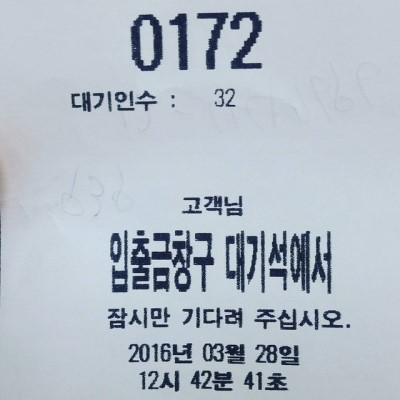 0172
대기인수 : 32
고객님
입출금창구 대기석에서
잠시만 기다려 주십시오.
2016년 03월 28일
12시 42분 41초